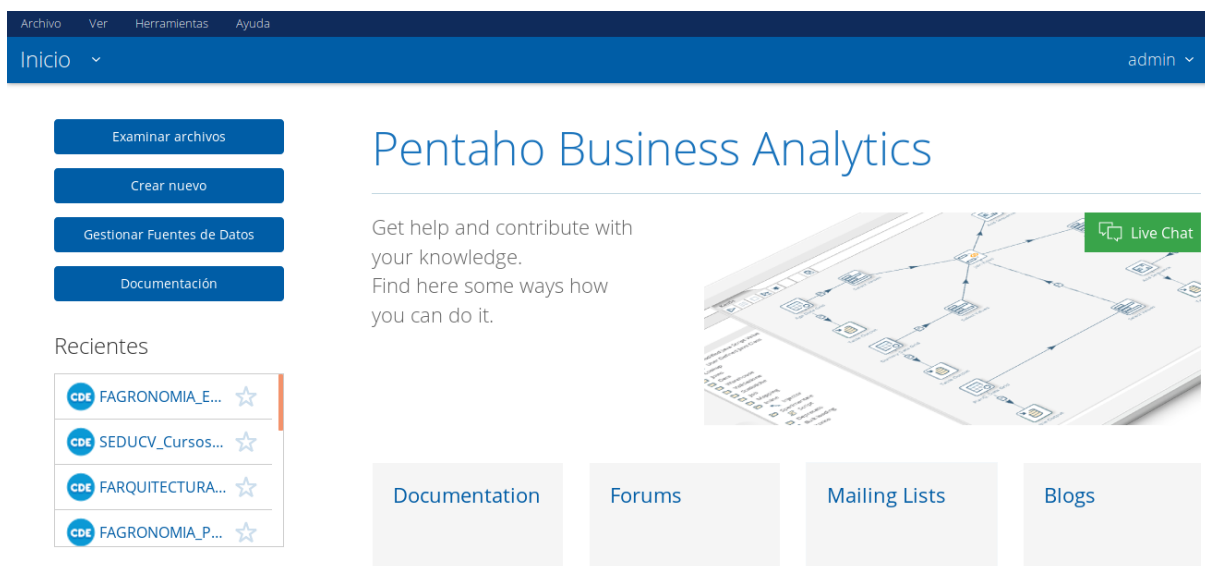 Archivo Ver Herramientas Ayuda
Inicio
admin
Examinar archivos
Crear nuevo
Gestionar Fuentes de Datos
Documentación
Recientes
CDE FAGRONOMIA_E...
CDE SEDUCV_Cursos...
CDE FARQUITECTURA...
CDE FAGRONOMIA_P...
Pentaho Business Analytics
Get help and contribute with
your knowledge.
Find here some ways how
you can do it.
Live Chat
Documentation
Forums
Mailing Lists
Blogs